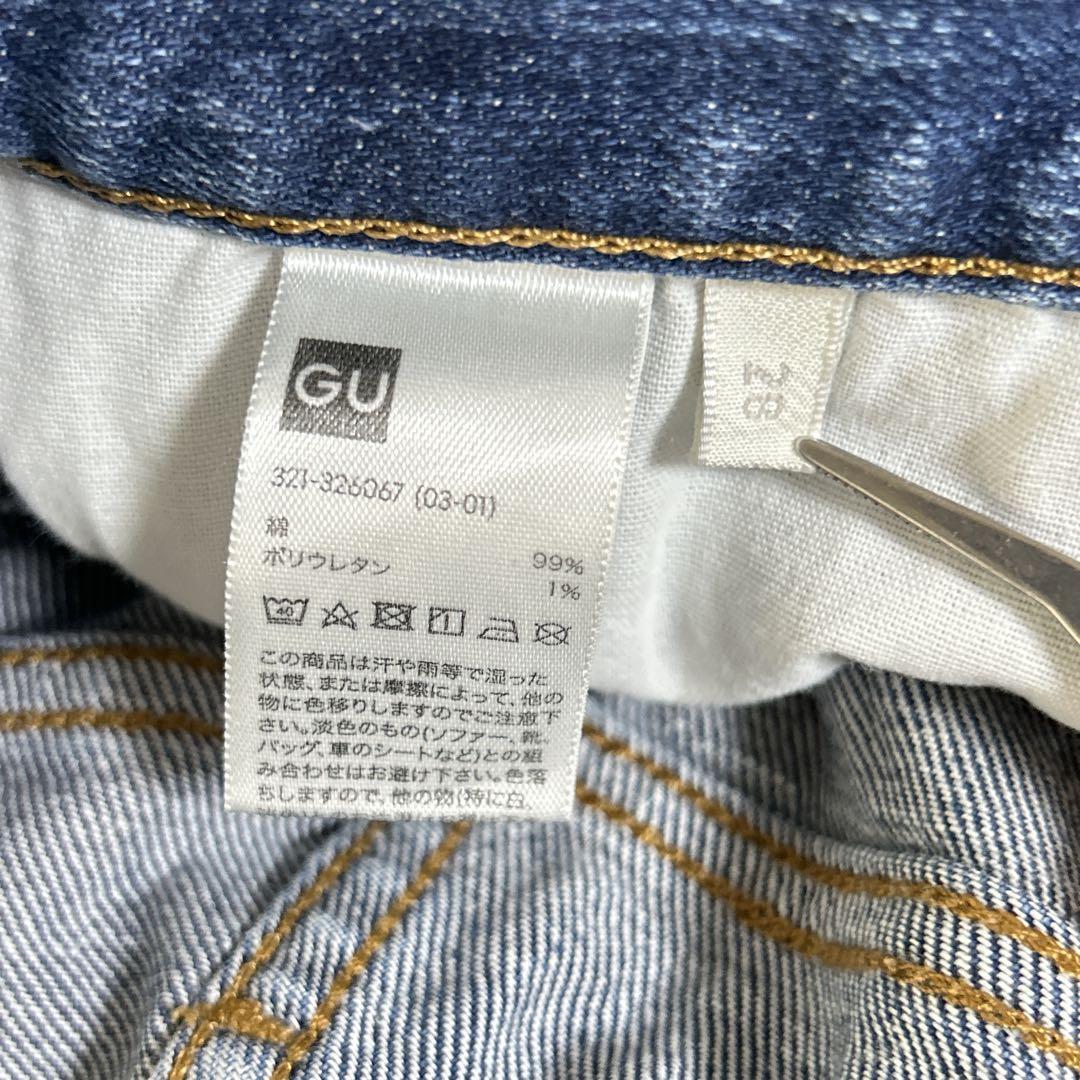 GU
321-326067 (03-01)
綿 99%
ポリウレタン 1%
40
この商品は汗や雨等で湿った
状態、または摩擦によって、他の
物に色移りしますのでご注意下
さい。淡色のもの(ソファー、靴、
バッグ、車のシートなど)との組
み合わせはお避け下さい。色落
ちしますので、他の物(特に白
28